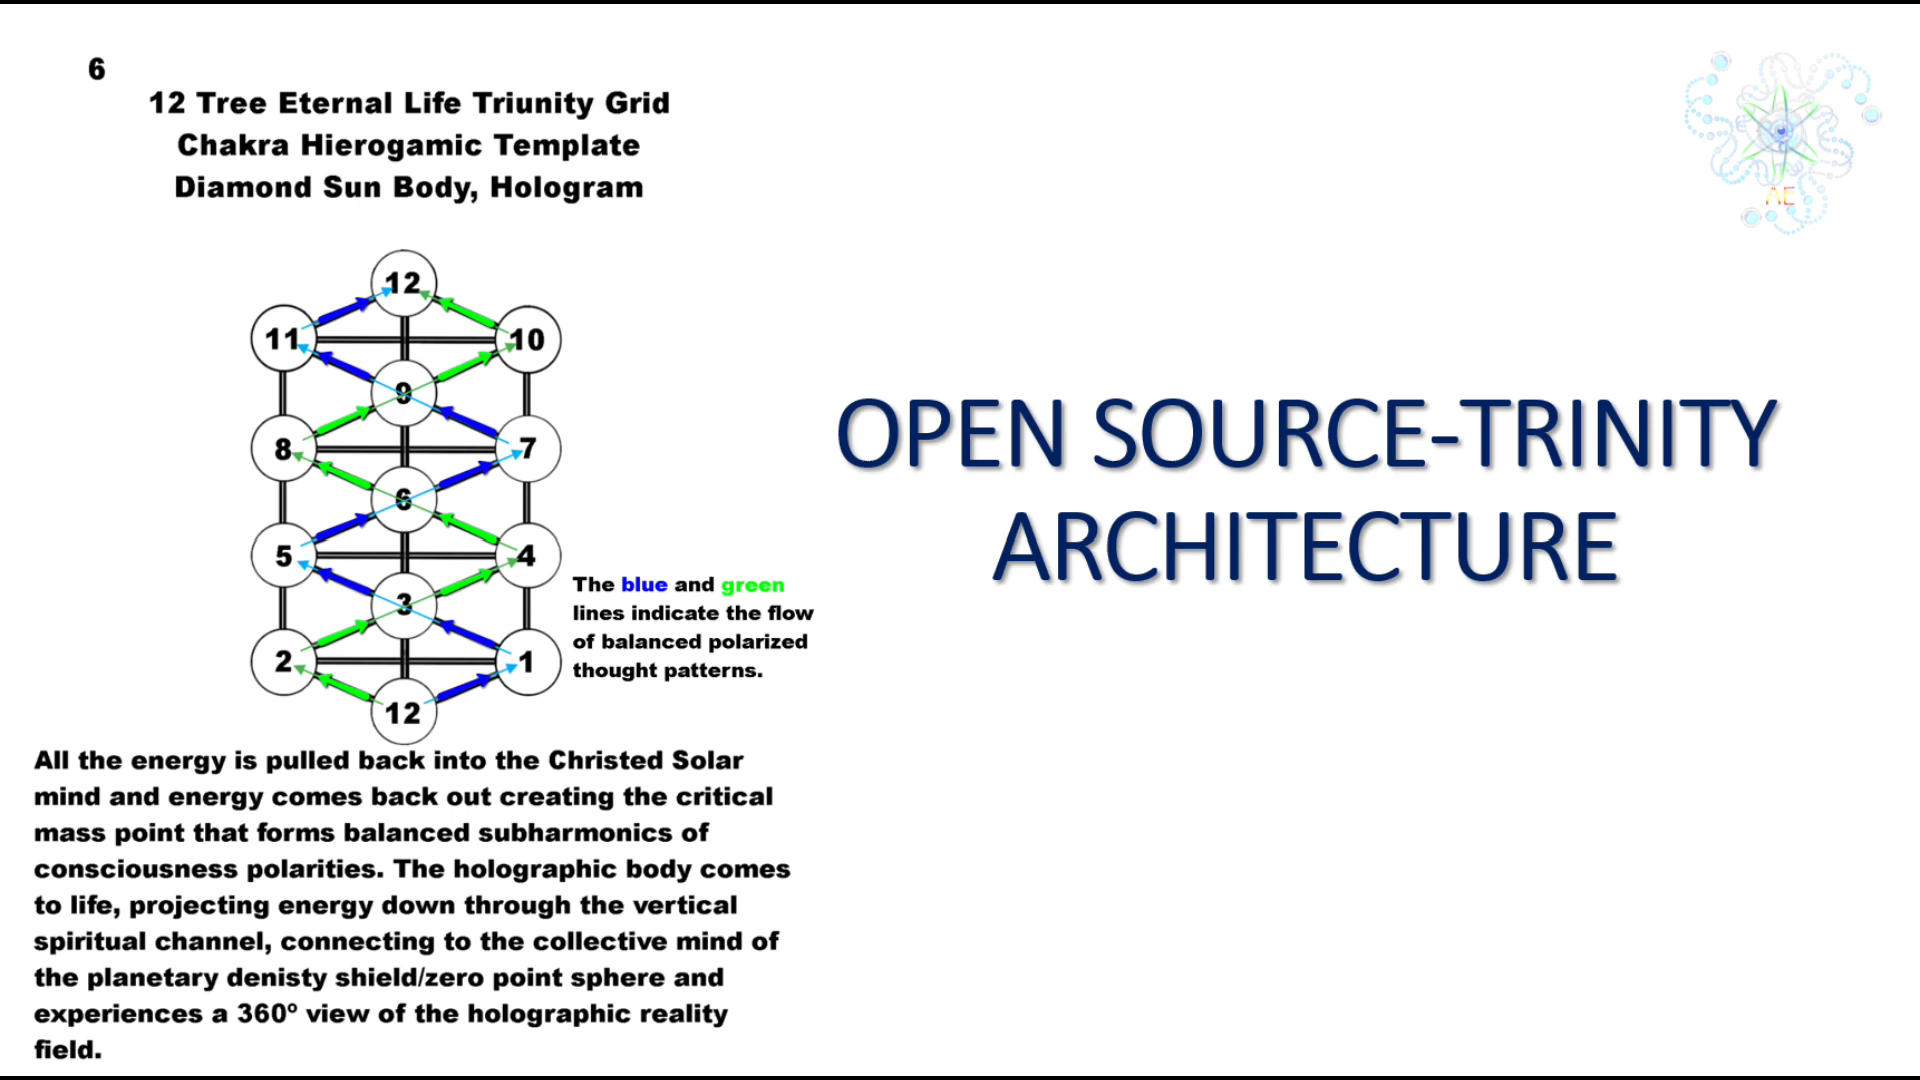 6
12 Tree Eternal Life Triunity Grid
Chakra Hierogamic Template
Diamond Sun Body, Hologram
ÄE
12
11
10
9
8
7
6
5
4
3
2
1
12
The blue and green
lines indicate the flow
of balanced polarized
thought patterns.
All the energy is pulled back into the Christed Solar
mind and energy comes back out creating the critical
mass point that forms balanced subharmonics of
consciousness polarities. The holographic body comes
to life, projecting energy down through the vertical
spiritual channel, connecting to the collective mind of
the planetary denisty shield/zero point sphere and
experiences a 360º view of the holographic reality
field.
OPEN SOURCE-TRINITY
ARCHITECTURE